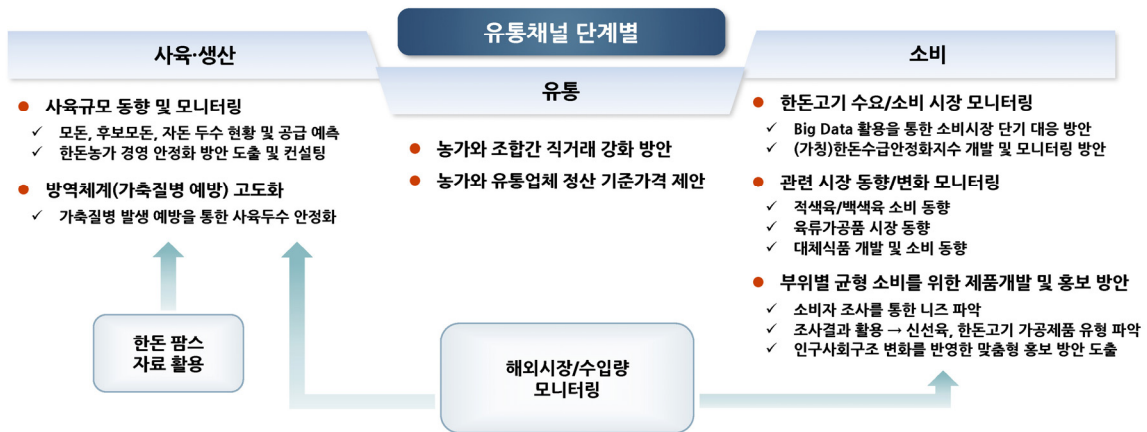 유통채널 단계별
사육·생산
● 사육규모 동향 및 모니터링
✓ 모돈, 후보모돈, 자돈 두수 현황 및 공급 예측
✓ 한돈농가 경영 안정화 방안 도출 및 컨설팅
● 방역체계(가축질병 예방) 고도화
✓ 가축질병 발생 예방을 통한 사육두수 안정화
한돈 팜스
자료 활용
유통
● 농가와 조합간 직거래 강화 방안
● 농가와 유통업체 정산 기준가격 제안
해외시장/수입량
모니터링
소비
● 한돈고기 수요/소비 시장 모니터링
✓ Big Data 활용을 통한 소비시장 단기 대응 방안
✓ (가칭)한돈수급안정화지수 개발 및 모니터링 방안
● 관련 시장 동향/변화 모니터링
✓ 적색육/백색육 소비 동향
✓ 육류가공품 시장 동향
✓ 대체식품 개발 및 소비 동향
● 부위별 균형 소비를 위한 제품개발 및 홍보 방안
✓ 소비자 조사를 통한 니즈 파악
✓ 조사결과 활용 → 신선육, 한돈고기 가공제품 유형 파악
✓ 인구사회구조 변화를 반영한 맞춤형 홍보 방안 도출